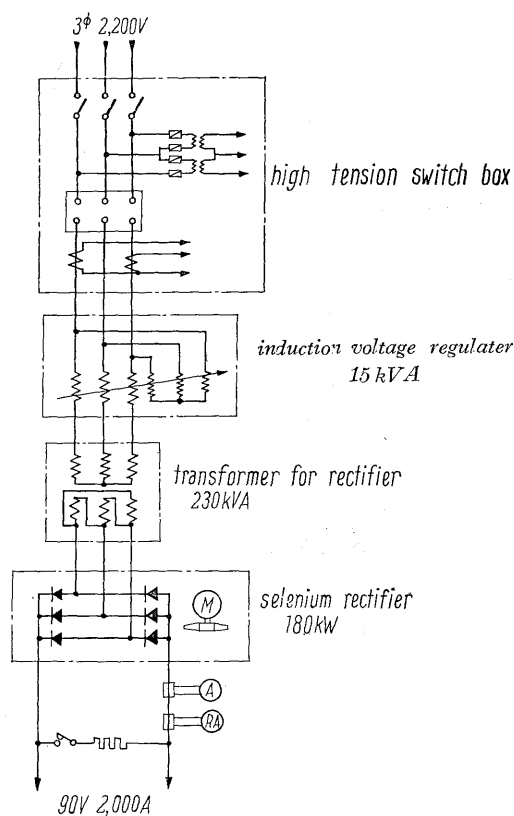 3ϕ 2,200V
high tension switch box
induction voltage regulater
15 kVA
transformer for rectifier
230kVA
M
selenium rectifier
180kW
A
RA
90V 2,000A